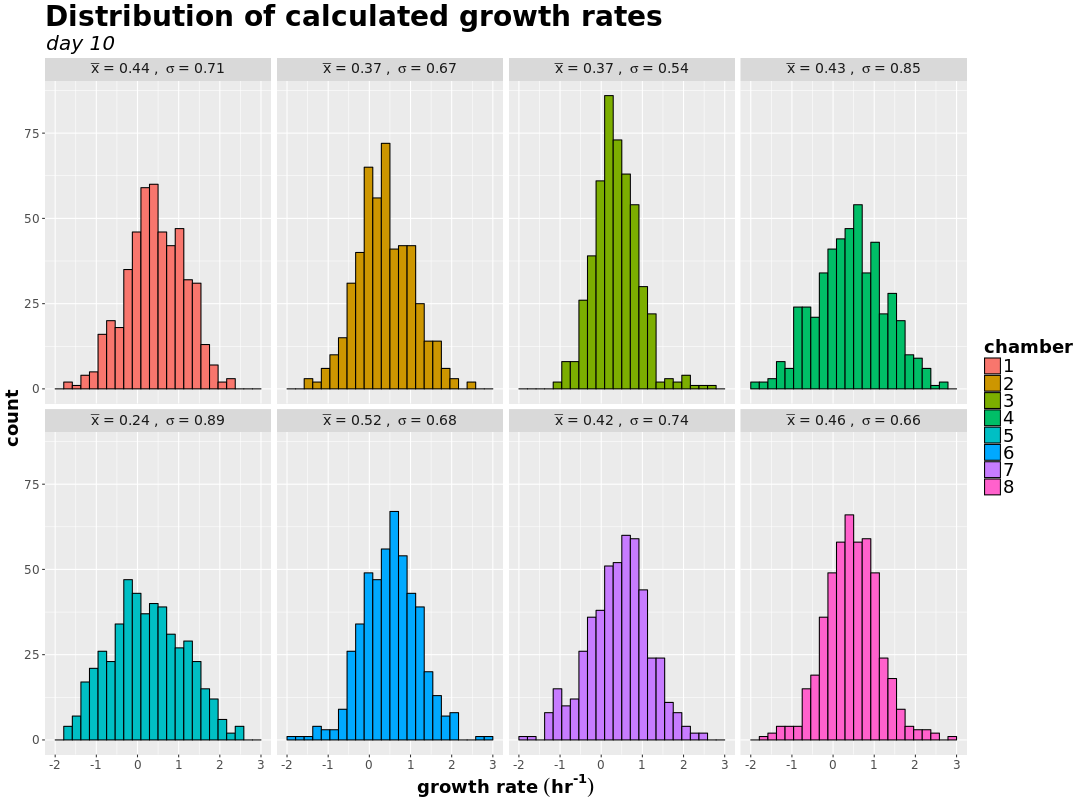 Distribution of calculated growth rates
day 10
x̅ = 0.44 , σ = 0.71
x̅ = 0.37 , σ = 0.67
x̅ = 0.37 , σ = 0.54
x̅ = 0.43 , σ = 0.85
75
50
25
0
x̅ = 0.24 , σ = 0.89
x̅ = 0.52 , σ = 0.68
x̅ = 0.42 , σ = 0.74
x̅ = 0.46 , σ = 0.66
75
50
25
0
-2 -1 0 1 2 3
-2 -1 0 1 2 3
-2 -1 0 1 2 3
-2 -1 0 1 2 3
growth rate (hr⁻¹)
count
chamber
1
2
3
4
5
6
7
8